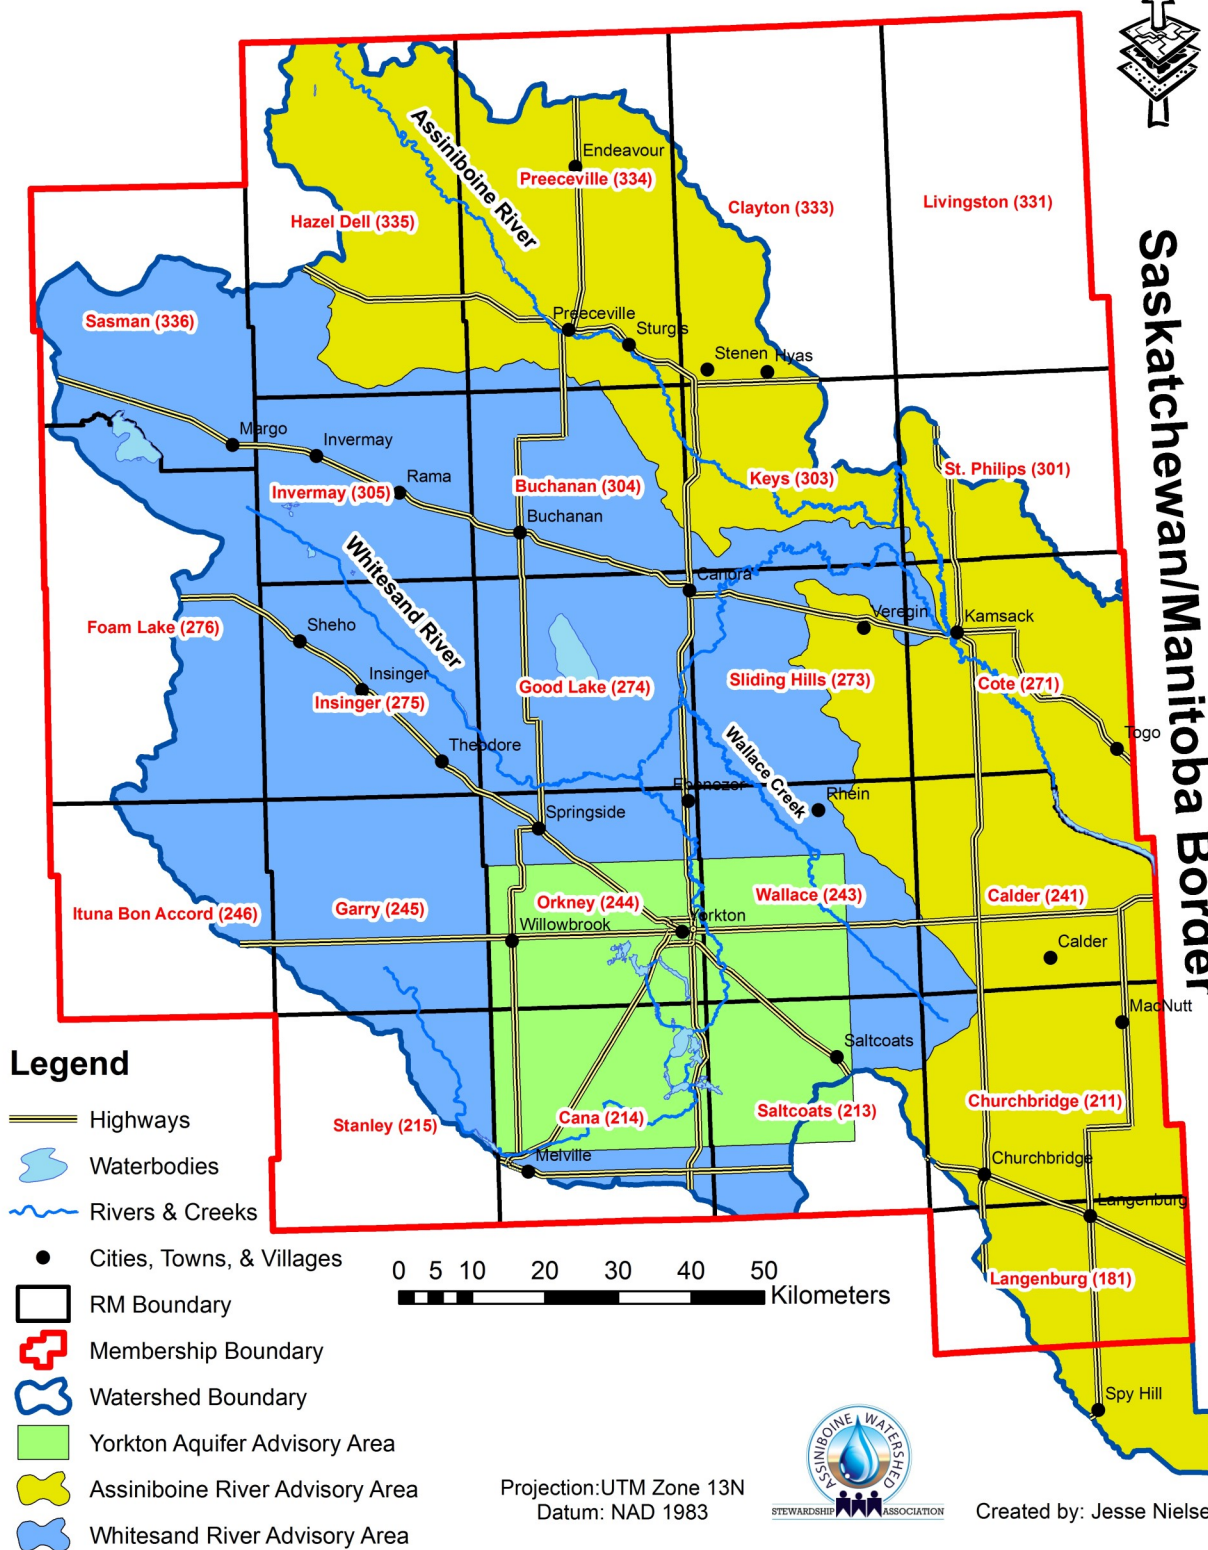 Endeavour
Assiniboine River
Preeceville (334)
Clayton (333)
Livingston (331)
Hazel Dell (335)
Saskatchewan/Manitoba Border
Sasman (336)
Preeceville
Sturgis
Stenen
Hyas
Margo
Invermay
St. Philips (301)
Rama
Keys (303)
Invermay (305)
Buchanan (304)
Buchanan
Whitesand River
Canora
Veregin
Kamsack
Foam Lake (276)
Sheho
Insinger
Good Lake (274)
Sliding Hills (273)
Cote (271)
Insinger (275)
Togo
Theodore
Wallace Creek
Ebenezer
Rhein
Springside
Ituna Bon Accord (246)
Garry (245)
Orkney (244)
Wallace (243)
Calder (241)
Yorkton
Willowbrook
Calder
MacNutt
Saltcoats
Stanley (215)
Cana (214)
Saltcoats (213)
Churchbridge (211)
Melville
Churchbridge
Langenburg
Langenburg (181)
Spy Hill
Legend
Highways
Waterbodies
Rivers & Creeks
Cities, Towns, & Villages
RM Boundary
Membership Boundary
Watershed Boundary
Yorkton Aquifer Advisory Area
Assiniboine River Advisory Area
Whitesand River Advisory Area
0 5 10 20 30 40 50
Kilometers
Projection:UTM Zone 13N
Datum: NAD 1983
ASSINIBOINE WATERSHED
STEWARDSHIP ASSOCIATION
Created by: Jesse Nielse